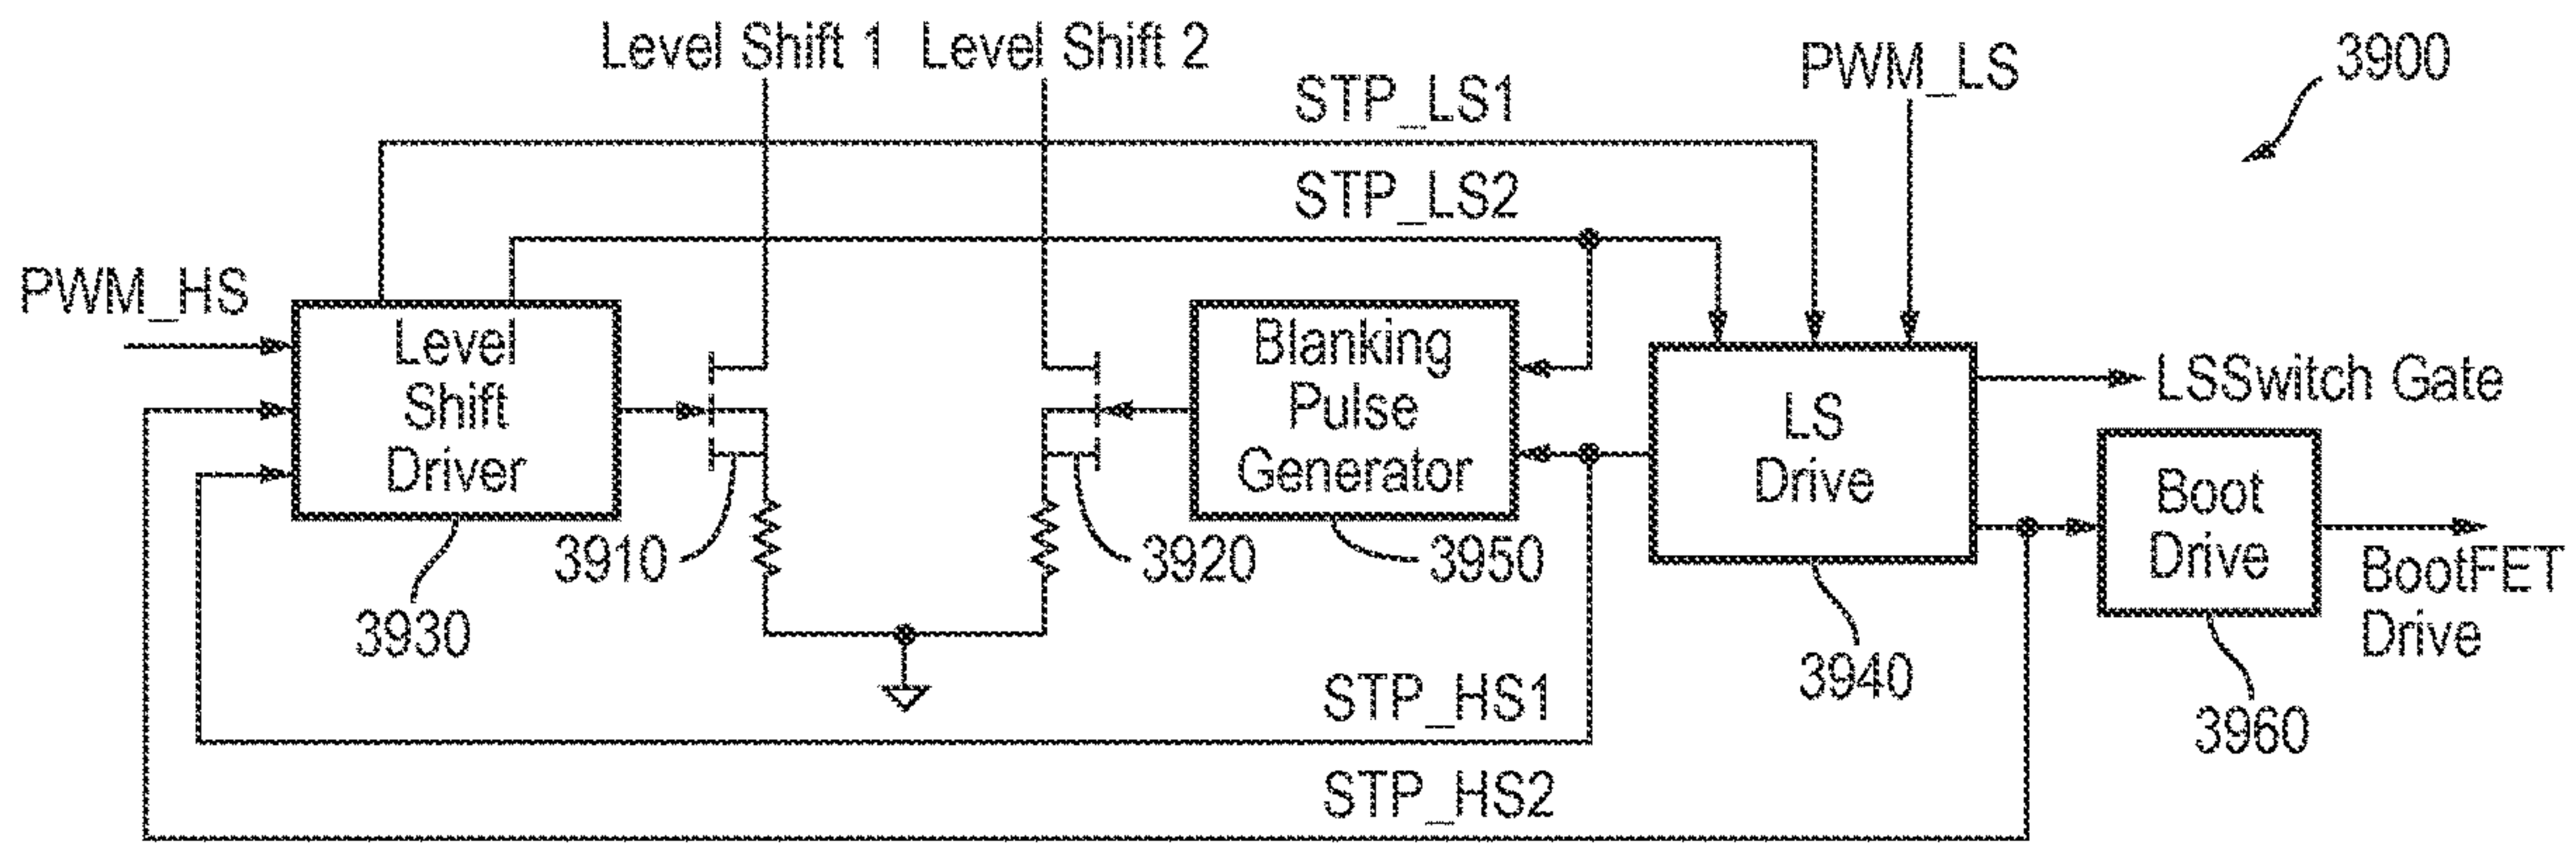 Level Shift 1
Level Shift 2
PWM_LS
3900
STP_LS1
STP_LS2
PWM_HS
Level
Shift
Driver
Blanking
Pulse
Generator
LS
Drive
LSSwitch Gate
Boot
Drive
BootFET
Drive
3910
3920
3950
3930
3940
3960
STP_HS1
STP_HS2